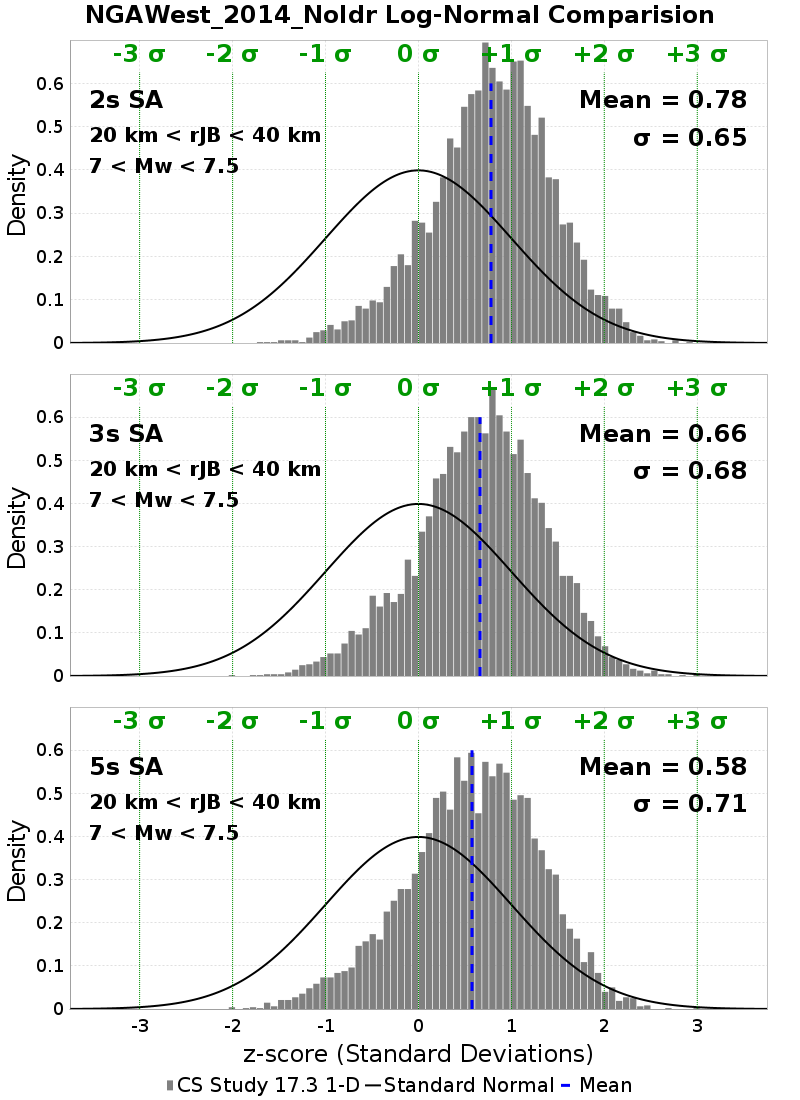 NGAWest_2014_NoIdr Log-Normal Comparision
-3 σ -2 σ -1 σ 0 σ +1 σ +2 σ +3 σ
2s SA
20 km < rJB < 40 km
7 < Mw < 7.5
Mean = 0.78
σ = 0.65
Density
0.6
0.5
0.4
0.3
0.2
0.1
0
-3 σ -2 σ -1 σ 0 σ +1 σ +2 σ +3 σ
3s SA
20 km < rJB < 40 km
7 < Mw < 7.5
Mean = 0.66
σ = 0.68
Density
0.6
0.5
0.4
0.3
0.2
0.1
0
-3 σ -2 σ -1 σ 0 σ +1 σ +2 σ +3 σ
5s SA
20 km < rJB < 40 km
7 < Mw < 7.5
Mean = 0.58
σ = 0.71
Density
0.6
0.5
0.4
0.3
0.2
0.1
0
-3 -2 -1 0 1 2 3
z-score (Standard Deviations)
CS Study 17.3 1-D Standard Normal Mean